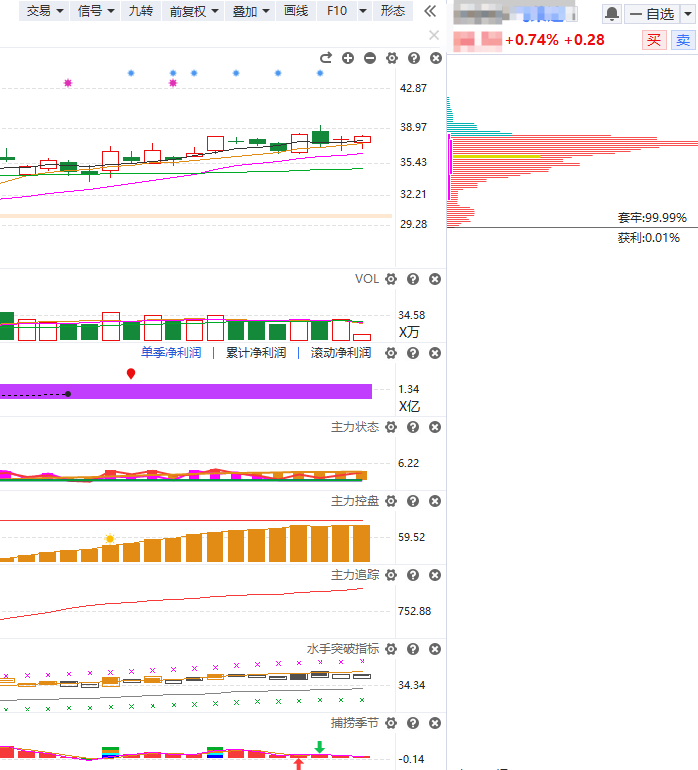 交易 信号 九转 前复权 叠加 画线 F10 形态
自选
+0.74% +0.28 买 卖
42.87
38.97
35.43
32.21
29.28
套牢:99.99%
获利:0.01%
VOL
34.58
X万
单季净利润 | 累计净利润 | 滚动净利润
1.34
X亿
主力状态
6.22
主力控盘
59.52
主力追踪
752.88
水手突破指标
34.34
捕捞季节
-0.14